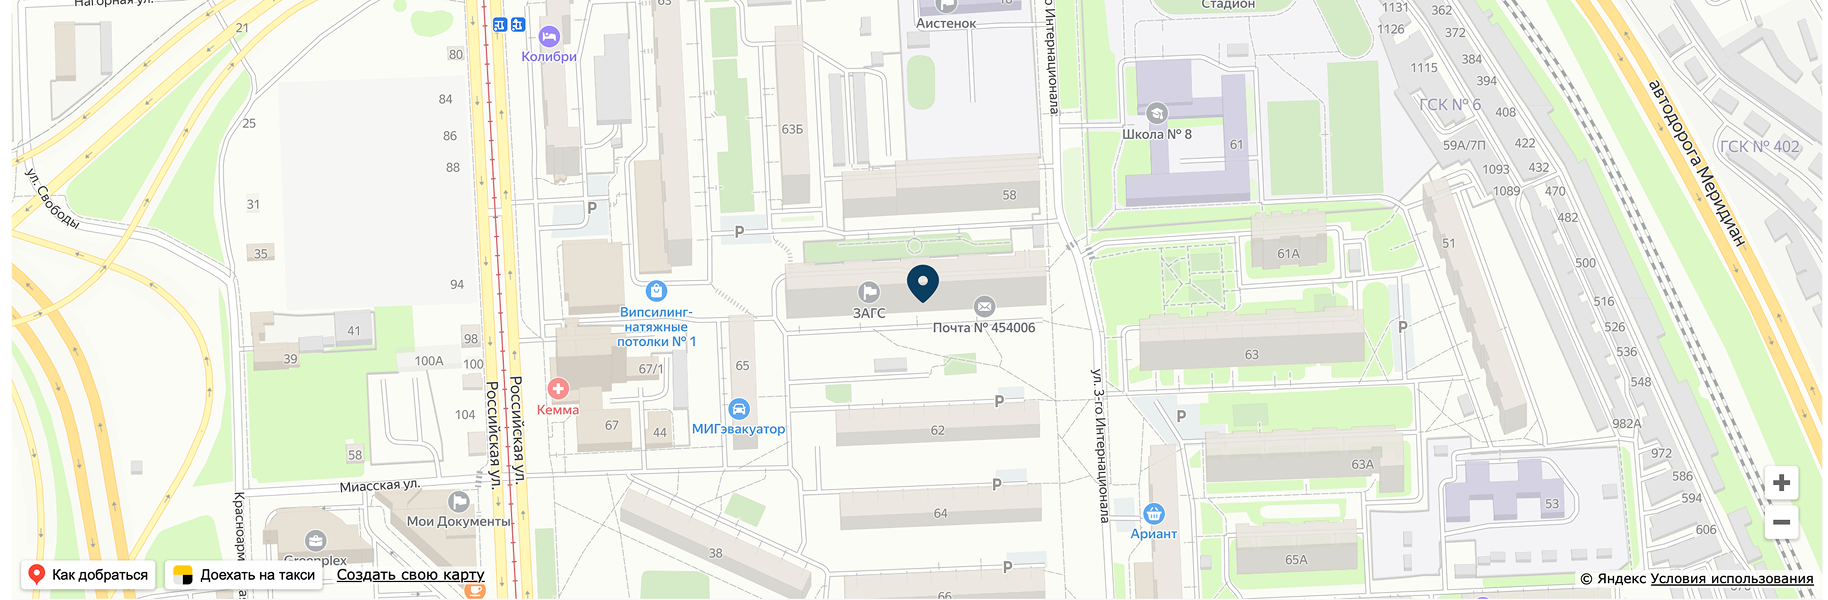 Нагорная ул.
21
80
84
86
88
25
31
35
94
98
100
100А
104
41
39
58
ул. Свободы
Колибри
63
63Б
Аистенок
Стадион
58
Школа № 8
61
61А
1131
1126
1115
362
372
384
394
408
ГСК № 6
422
432
59А/7П
1093
1089
470
482
500
516
526
536
548
982А
972
586
594
606
ГСК № 402
автодорога Меридиан
51
P
P
ЗАГС
Почта № 454006
Випсилинг-
натяжные
потолки № 1
67/1
65
Кемма
67
44
МИГэвакуатор
62
P
63
P
P
63А
64
P
66
P
65А
53
38
Ариант
ул. 3-го Интернационала
Российская ул.
Российская ул.
Миасская ул.
Мои Документы
Greenplex
Как добраться
Доехать на такси
Создать свою карту
© Яндекс Условия использования